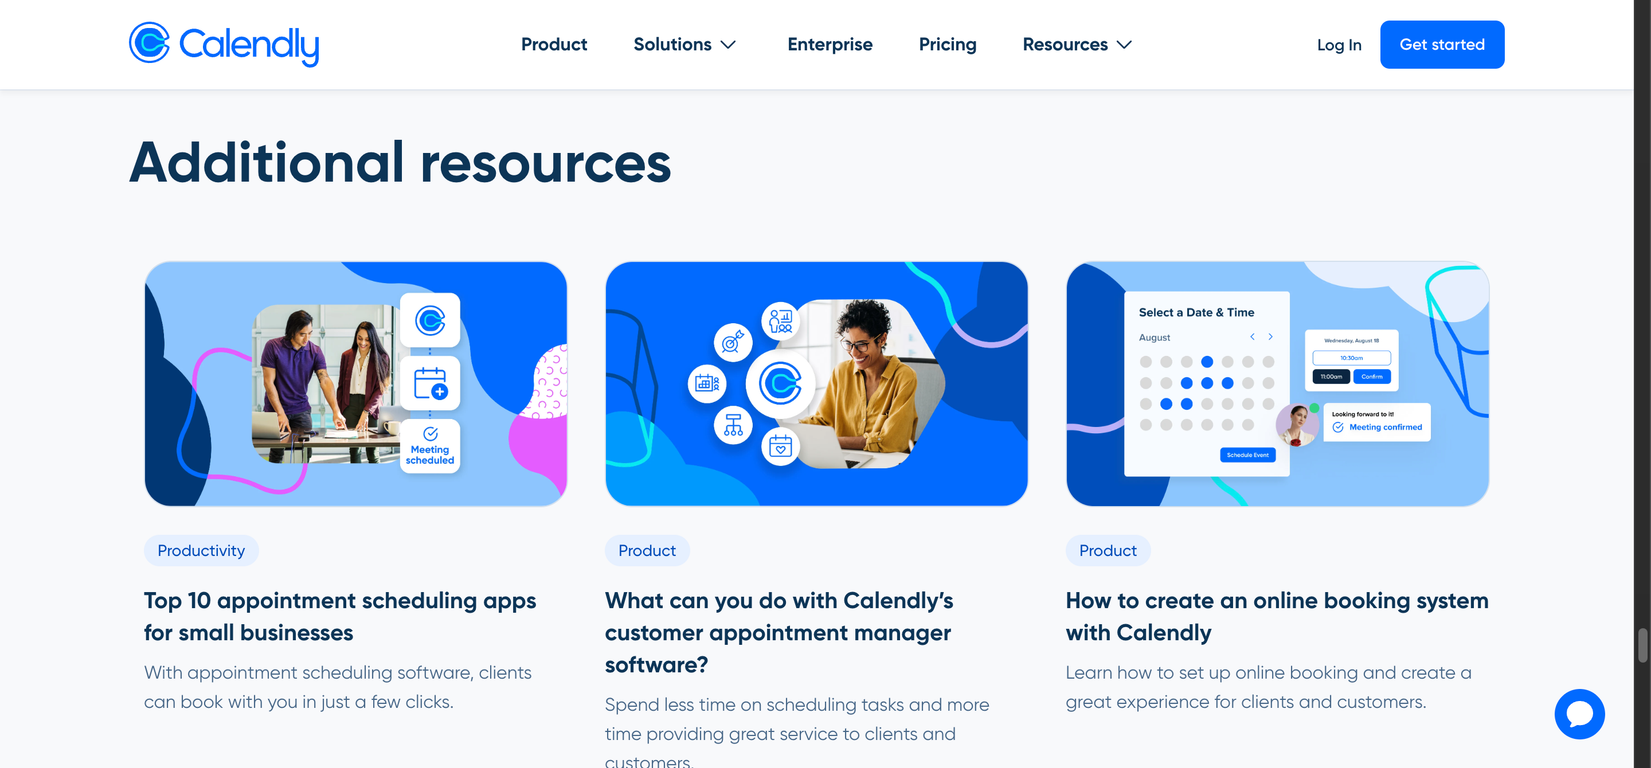 Calendly
Product
Solutions
Enterprise
Pricing
Resources
Log In
Get started
Additional resources
Meeting
scheduled
Select a Date & Time
August
Schedule Event
Wednesday, August 18
10:30am
11:00am
Confirm
Looking forward to it!
Meeting confirmed
Productivity
Top 10 appointment scheduling apps
for small businesses
With appointment scheduling software, clients
can book with you in just a few clicks.
Product
What can you do with Calendly’s
customer appointment manager
software?
Spend less time on scheduling tasks and more
time providing great service to clients and
customers.
Product
How to create an online booking system
with Calendly
Learn how to set up online booking and create a
great experience for clients and customers.